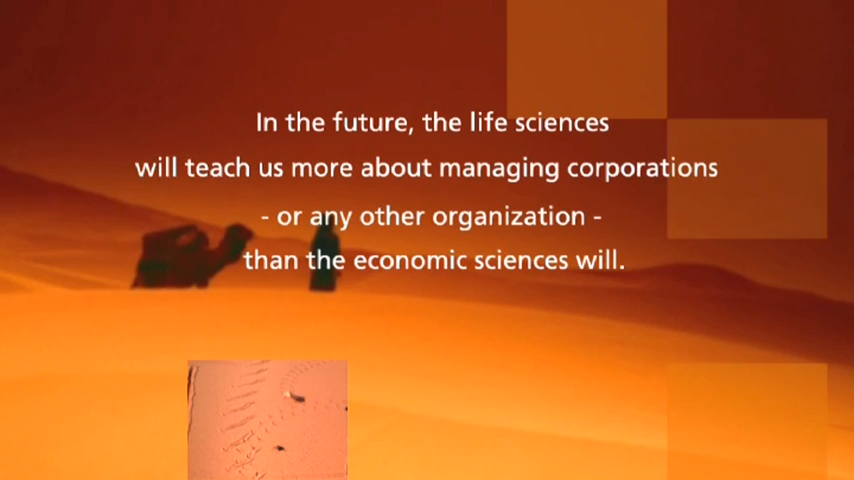 In the future, the life sciences
will teach us more about managing corporations
- or any other organization -
than the economic sciences will.